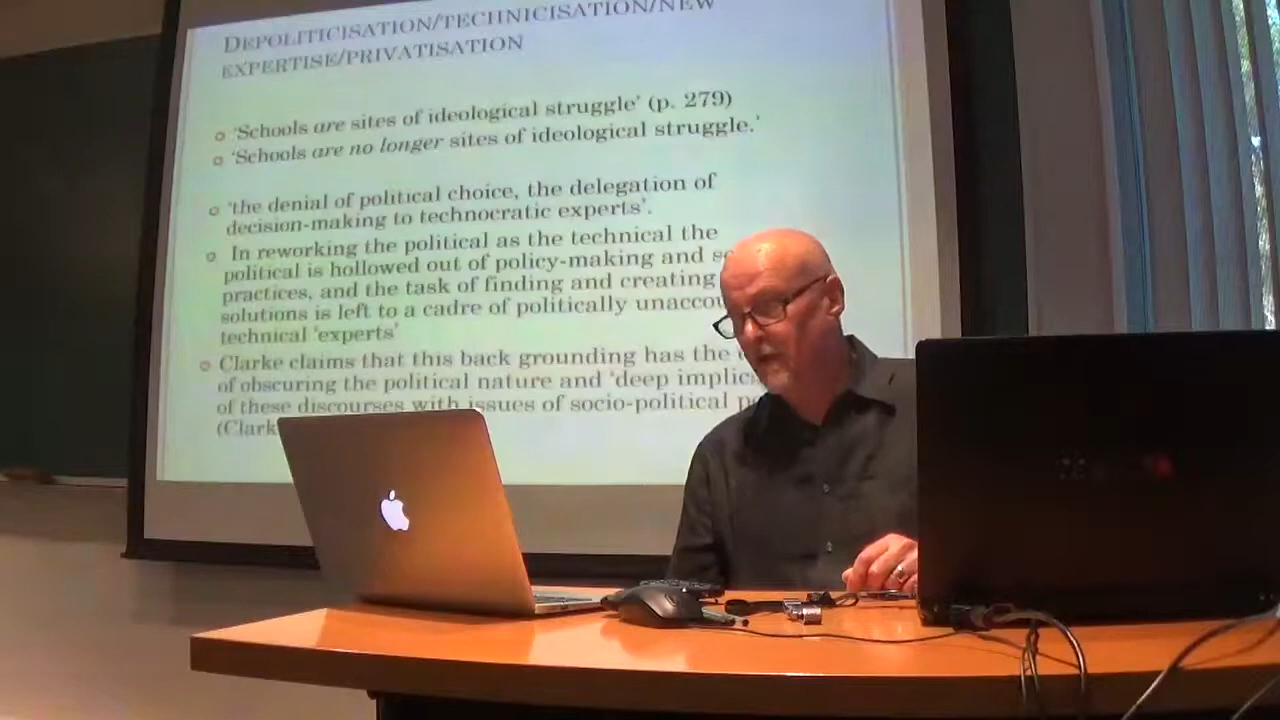 DEPOLITICISATION/TECHNICISATION/NEW
EXPERTISE/PRIVATISATION
'Schools are sites of ideological struggle' (p. 279)
'Schools are no longer sites of ideological struggle.'
'the denial of political choice, the delegation of
decision-making to technocratic experts'.
In reworking the political as the technical the
political is hollowed out of policy-making and
practices, and the task of finding and creating
solutions is left to a cadre of politically
technical 'experts'
Clarke claims that this back grounding has the
of obscuring the political nature and 'deep
of these discourses with issues of socio-political
(Clark